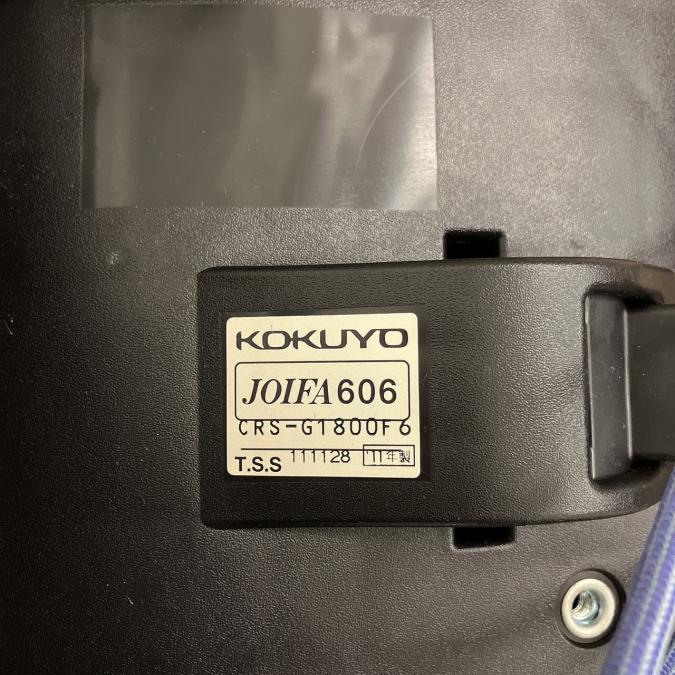 KOKUYO
JOIFA606
CRS-G1800F6
T.S.S 111128 '11年製